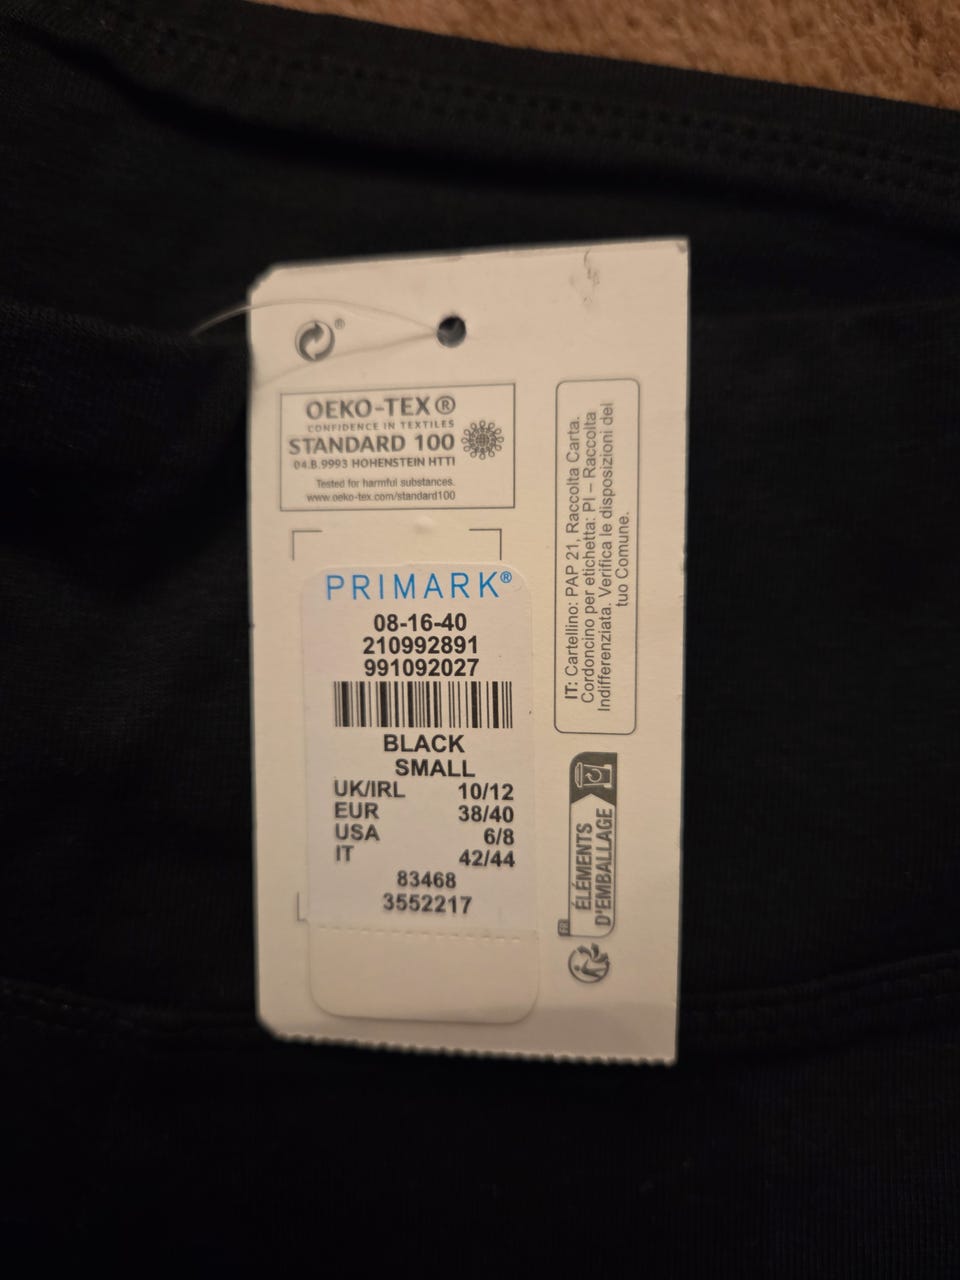 ®
OEKO-TEX®
CONFIDENCE IN TEXTILES
STANDARD 100
04.B.9993 HOHENSTEIN HTTI
Tested for harmful substances.
www.oeko-tex.com/standard100
PRIMARK®
08-16-40
210992891
991092027
BLACK
SMALL
UK/IRL 10/12
EUR 38/40
USA 6/8
IT 42/44
83468
3552217
IT: Cartellino: PAP 21, Raccolta Carta.
Cordoncino per etichetta: PI – Raccolta
Indifferenziata. Verifica le disposizioni del
tuo Comune.
FR
ÉLÉMENTS
D'EMBALLAGE